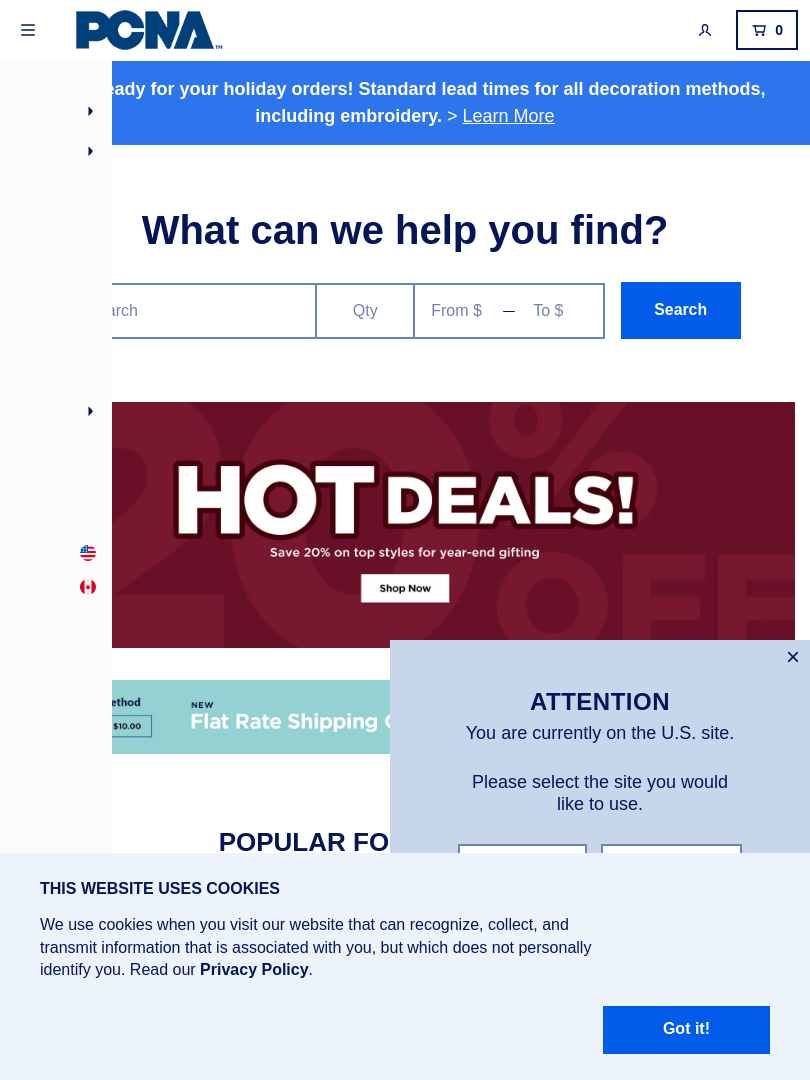 PCNA™
0
eady for your holiday orders! Standard lead times for all decoration methods,
including embroidery. > Learn More
What can we help you find?
arch
Qty
From $
—
To $
Search
20% OFF
HOT DEALS!
Save 20% on top styles for year-end gifting
Shop Now
ethod
$10.00
NEW
Flat Rate Shipping
ATTENTION
You are currently on the U.S. site.
Please select the site you would
like to use.
POPULAR FO
THIS WEBSITE USES COOKIES
We use cookies when you visit our website that can recognize, collect, and
transmit information that is associated with you, but which does not personally
identify you. Read our Privacy Policy.
Got it!